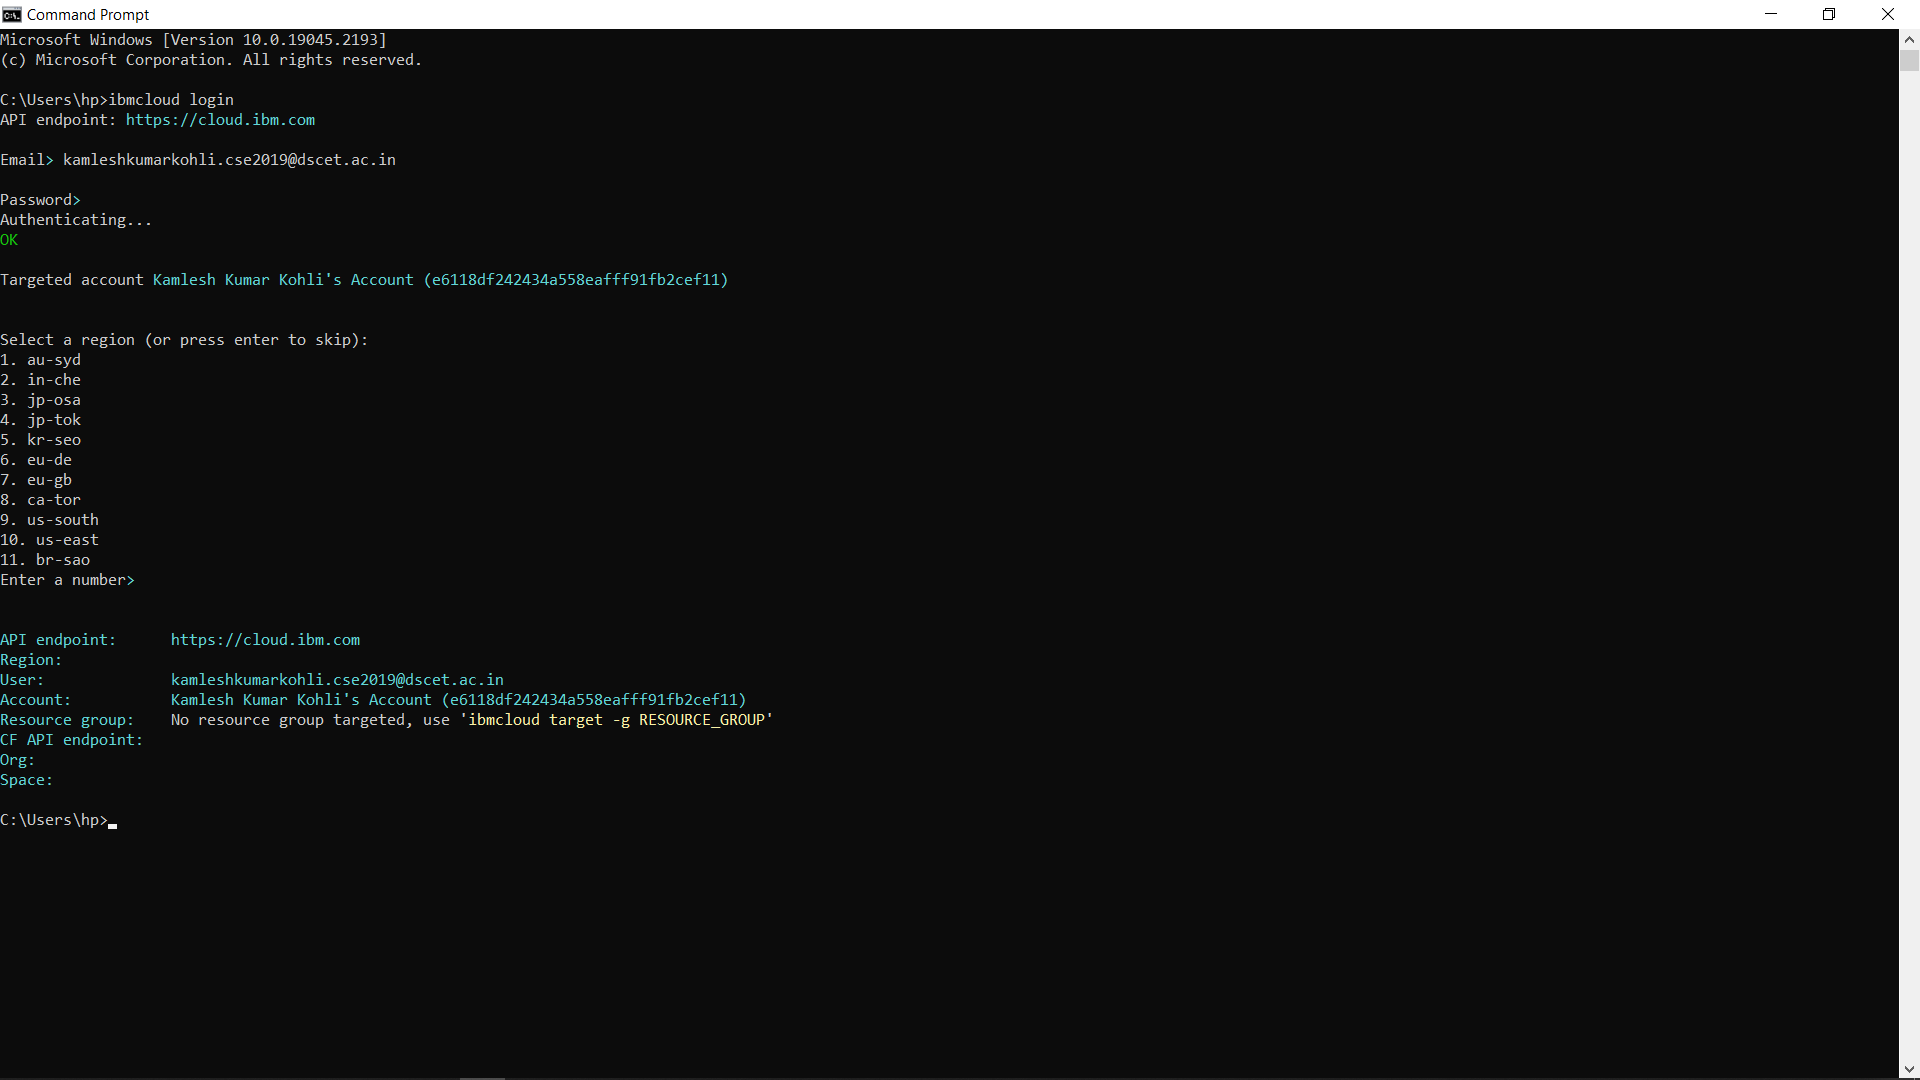 Command Prompt
Microsoft Windows [Version 10.0.19045.2193]
(c) Microsoft Corporation. All rights reserved.
C:\Users\hp>ibmcloud login
API endpoint: https://cloud.ibm.com
Email> kamleshkumarkohli.cse2019@dscet.ac.in
Password>
Authenticating...
OK
Targeted account Kamlesh Kumar Kohli's Account (e6118df242434a558eafff91fb2cef11)
Select a region (or press enter to skip):
1. au-syd
2. in-che
3. jp-osa
4. jp-tok
5. kr-seo
6. eu-de
7. eu-gb
8. ca-tor
9. us-south
10. us-east
11. br-sao
Enter a number>
API endpoint:      https://cloud.ibm.com
Region:
User:              kamleshkumarkohli.cse2019@dscet.ac.in
Account:           Kamlesh Kumar Kohli's Account (e6118df242434a558eafff91fb2cef11)
Resource group:    No resource group targeted, use 'ibmcloud target -g RESOURCE_GROUP'
CF API endpoint:
Org:
Space:
C:\Users\hp>